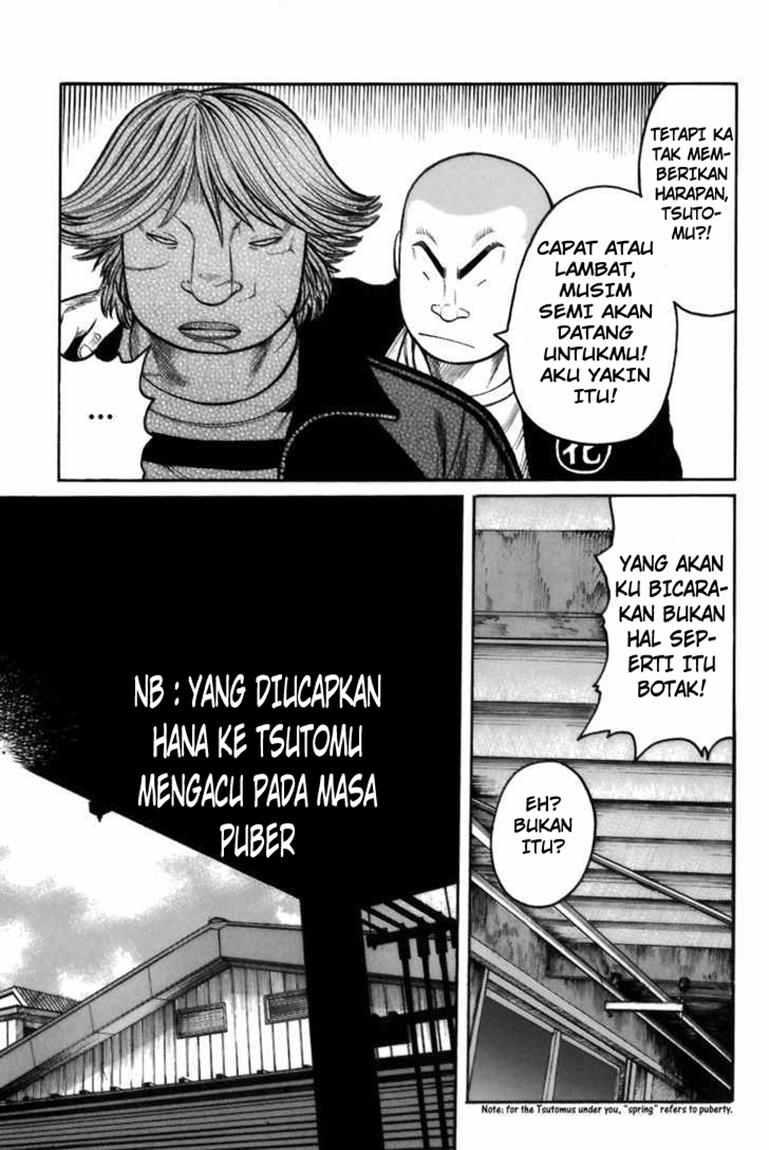 TETAPI KA
TAK MEM-
BERIKAN
HARAPAN,
TSUTO-
MU?!
CAPAT ATAU
LAMBAT,
MUSIM
SEMI AKAN
DATANG
UNTUKMU!
AKU YAKIN
ITU!
...
花
YANG AKAN
KU BICARA-
KAN BUKAN
HAL SEP-
ERTI ITU
BOTAK!
EH?
BUKAN
ITU?
NB : YANG DIUCAPKAN
HANA KE TSUTOMU
MENGACU PADA MASA
PUBER
Note: for the Tsutomus under you, "spring" refers to puberty.